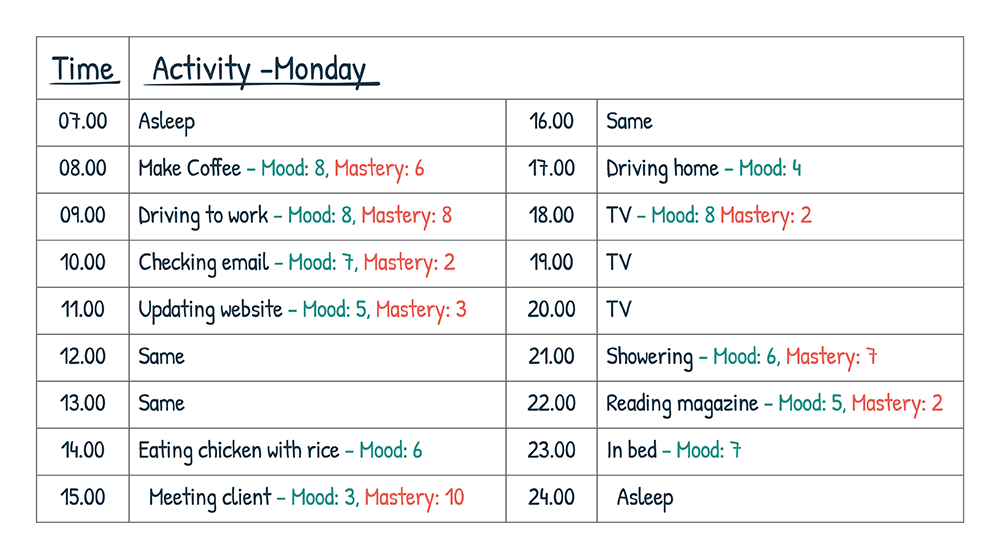 Time Activity -Monday
07.00 Asleep
08.00 Make Coffee - Mood: 8, Mastery: 6
09.00 Driving to work - Mood: 8, Mastery: 8
10.00 Checking email - Mood: 7, Mastery: 2
11.00 Updating website - Mood: 5, Mastery: 3
12.00 Same
13.00 Same
14.00 Eating chicken with rice - Mood: 6
15.00 Meeting client - Mood: 3, Mastery: 10
16.00 Same
17.00 Driving home - Mood: 4
18.00 TV - Mood: 8 Mastery: 2
19.00 TV
20.00 TV
21.00 Showering - Mood: 6, Mastery: 7
22.00 Reading magazine - Mood: 5, Mastery: 2
23.00 In bed - Mood: 7
24.00 Asleep